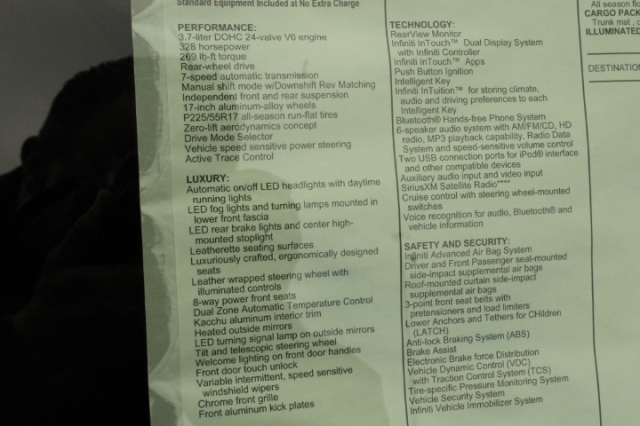 Standard Equipment Included at No Extra Charge
PERFORMANCE:
3.7-liter DOHC 24-valve V6 engine
328 horsepower
269 lb-ft torque
Rear-wheel drive
7-speed automatic transmission
Manual shift mode w/Downshift Rev Matching
Independent front and rear suspension
17-inch aluminum-alloy wheels
P225/55R17 all-season run-flat tires
Zero-lift aerodynamics concept
Drive Mode Selector
Vehicle speed sensitive power steering
Active Trace Control
LUXURY:
Automatic on/off LED headlights with daytime
running lights
LED fog lights and turning lamps mounted in
lower front fascia
LED rear brake lights and center high-
mounted stoplight
Leatherette seating surfaces
Luxuriously crafted, ergonomically designed
seats
Leather wrapped steering wheel with
illuminated controls
8-way power front seats
Dual Zone Automatic Temperature Control
Kacchu aluminum interior trim
Heated outside mirrors
LED turning signal lamp on outside mirrors
Tilt and telescopic steering wheel
Welcome lighting on front door handles
Front door touch unlock
Variable intermittent, speed sensitive
windshield wipers
Chrome front grille
Front aluminum kick plates
TECHNOLOGY:
RearView Monitor
Infiniti InTouch™ Dual Display System
with Infiniti Controller
Infiniti InTouch™ Apps
Push Button Ignition
Intelligent Key
Infiniti InTuition™ for storing climate,
audio and driving preferences to each
Intelligent Key
Bluetooth® Hands-free Phone System
6-speaker audio system with AM/FM/CD, HD
radio, MP3 playback capability, Radio Data
System and speed-sensitive volume control
Two USB connection ports for iPod® interface
and other compatible devices
Auxiliary audio input and video input
SiriusXM Satellite Radio****
Cruise control with steering wheel-mounted
switches
Voice recognition for audio, Bluetooth® and
vehicle information
SAFETY AND SECURITY:
Infiniti Advanced Air Bag System
Driver and Front Passenger seat-mounted
side-impact supplemental air bags
Roof-mounted curtain side-impact
supplemental air bags
3-point front seat belts with
pretensioners and load limiters
Lower Anchors and Tethers for CHildren
(LATCH)
Anti-lock Braking System (ABS)
Brake Assist
Electronic Brake force Distribution
Vehicle Dynamic Control (VDC)
with Traction Control System (TCS)
Tire-specific Pressure Monitoring System
Vehicle Security System
Infiniti Vehicle Immobilizer System
All season flo
CARGO PACK
Trunk mat,
ILLUMINATED
DESTINATION